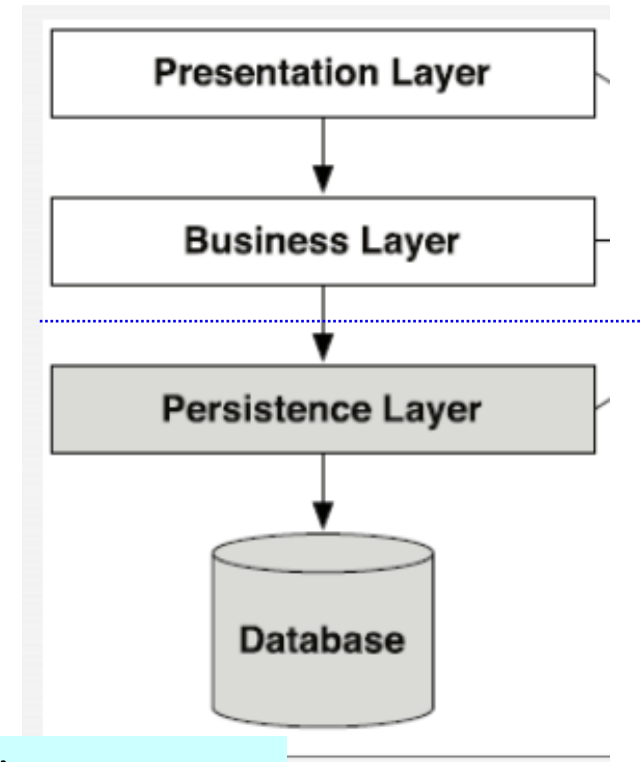 Presentation Layer
Business Layer
Persistence Layer
Database